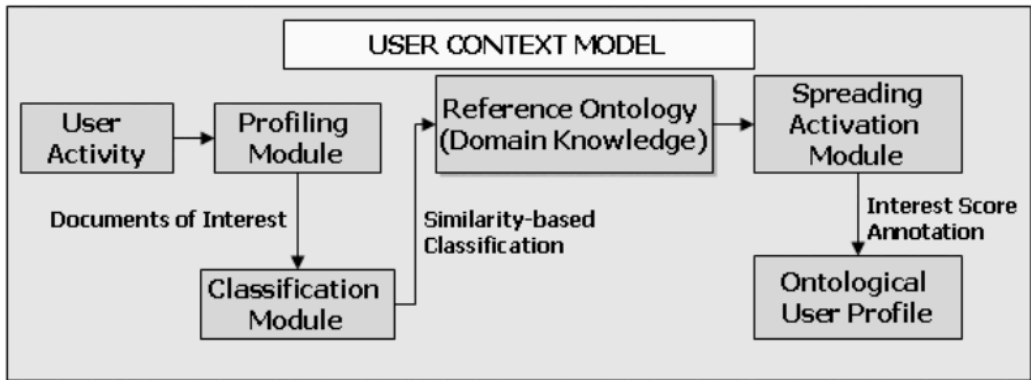 USER CONTEXT MODEL
User
Activity
Profiling
Module
Documents of Interest
Classification
Module
Similarity-based
Classification
Reference Ontology
(Domain Knowledge)
Spreading
Activation
Module
Interest Score
Annotation
Ontological
User Profile